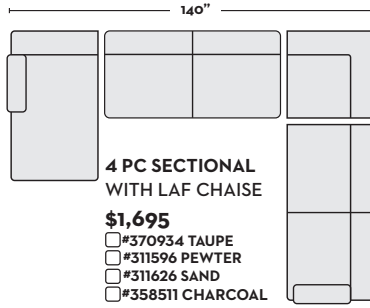 140”
4 PC SECTIONAL
WITH LAF CHAISE
$1,695
#370934 TAUPE
#311596 PEWTER
#311626 SAND
#358511 CHARCOAL